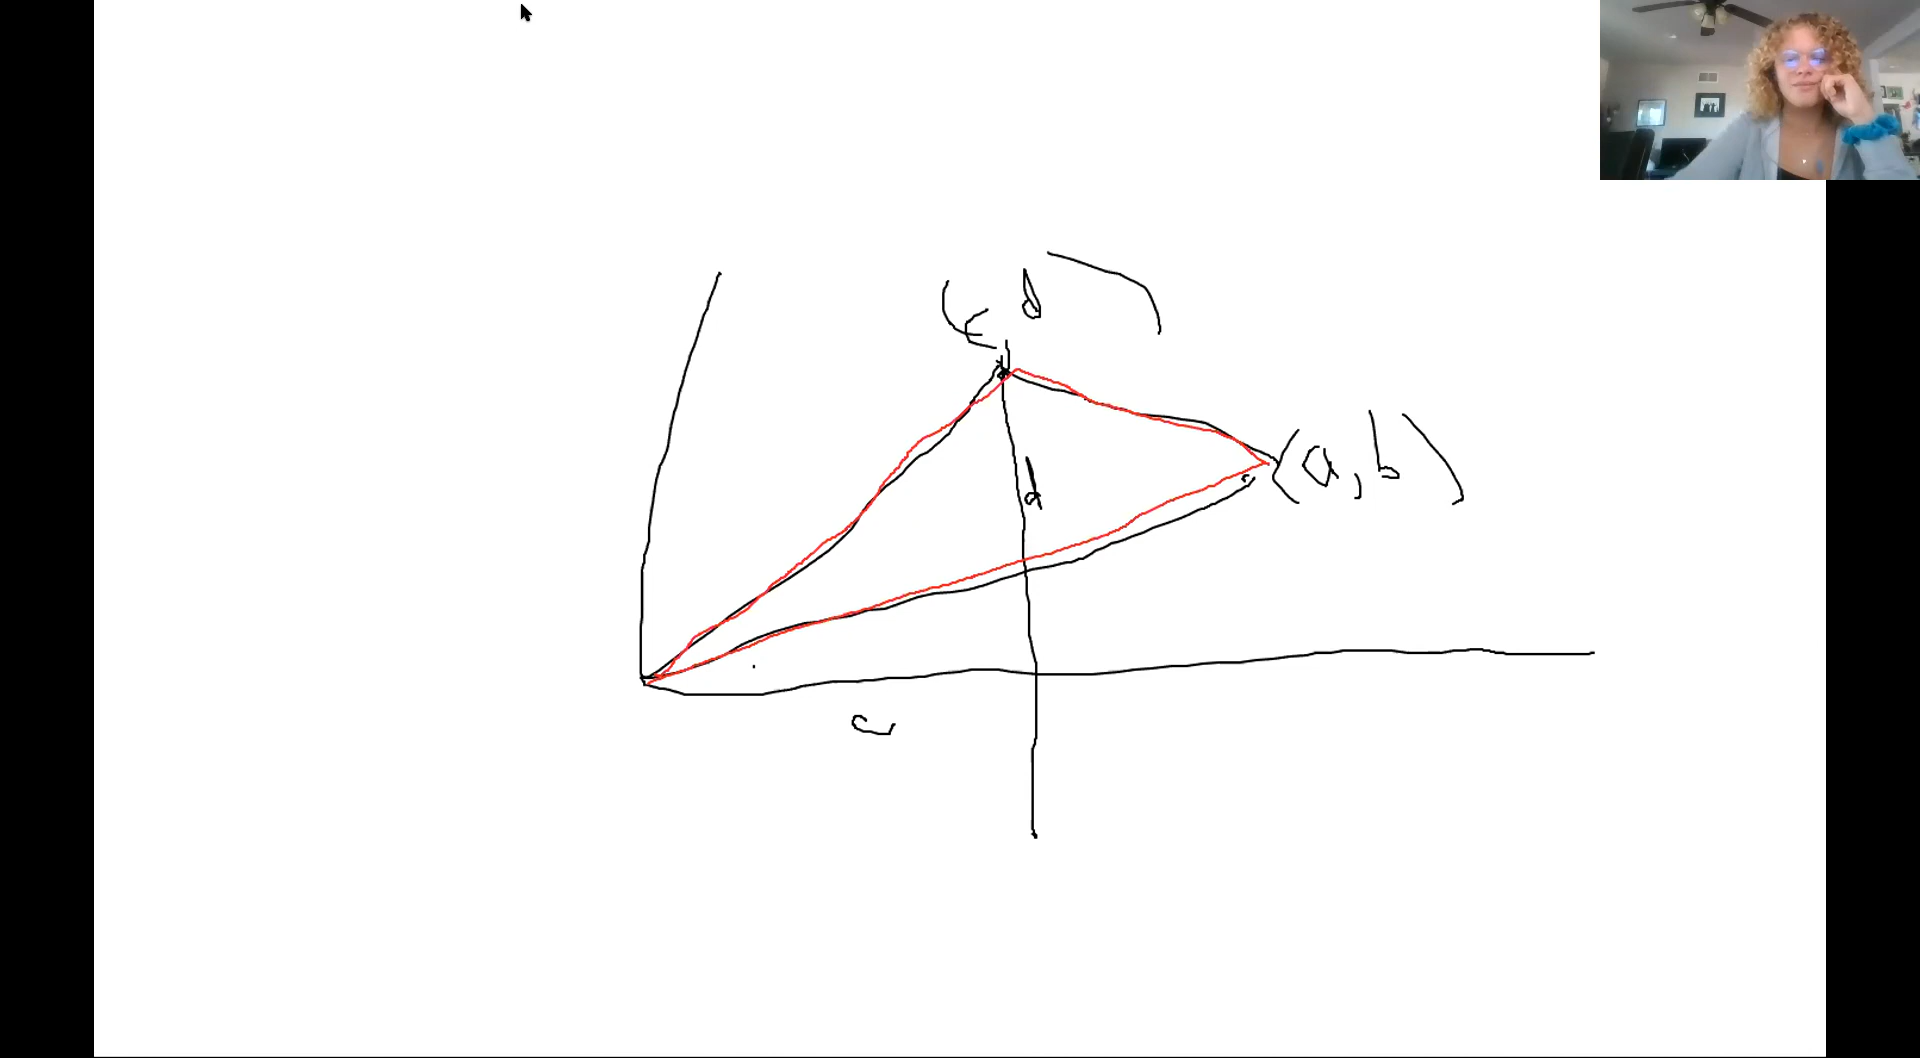 (c, d)
(a, b)
d
c